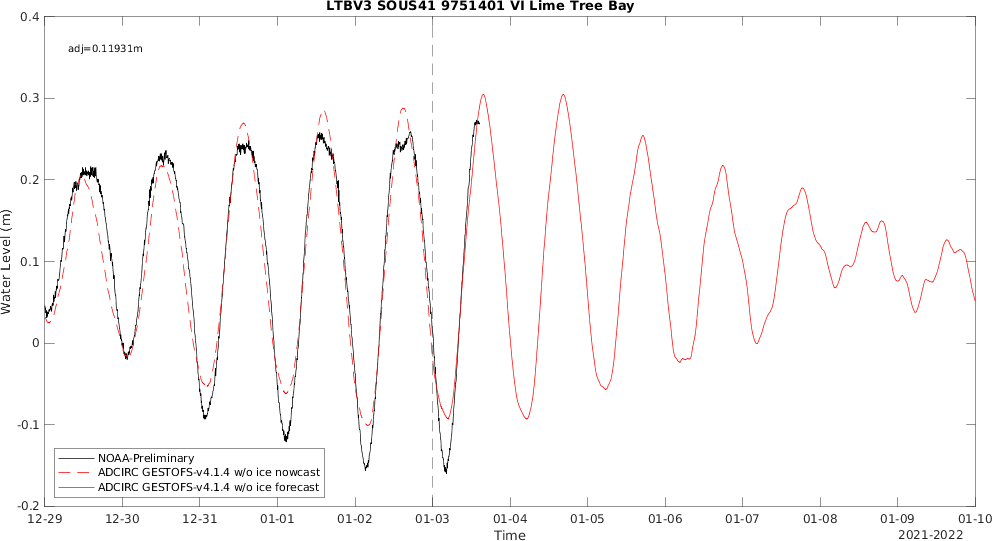 LTBV3 SOUS41 9751401 VI Lime Tree Bay
0.4
adj=0.11931m
0.3
0.2
Water Level (m)
0.1
0
-0.1
NOAA-Preliminary
ADCIRC GESTOFS-v4.1.4 w/o ice nowcast
ADCIRC GESTOFS-v4.1.4 w/o ice forecast
-0.2
12-29 12-30 12-31 01-01 01-02 01-03 01-04 01-05 01-06 01-07 01-08 01-09 01-10
Time
2021-2022